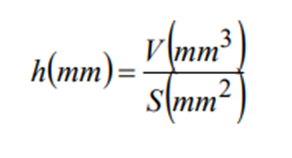 h(mm) = V(mm³) / S(mm²)